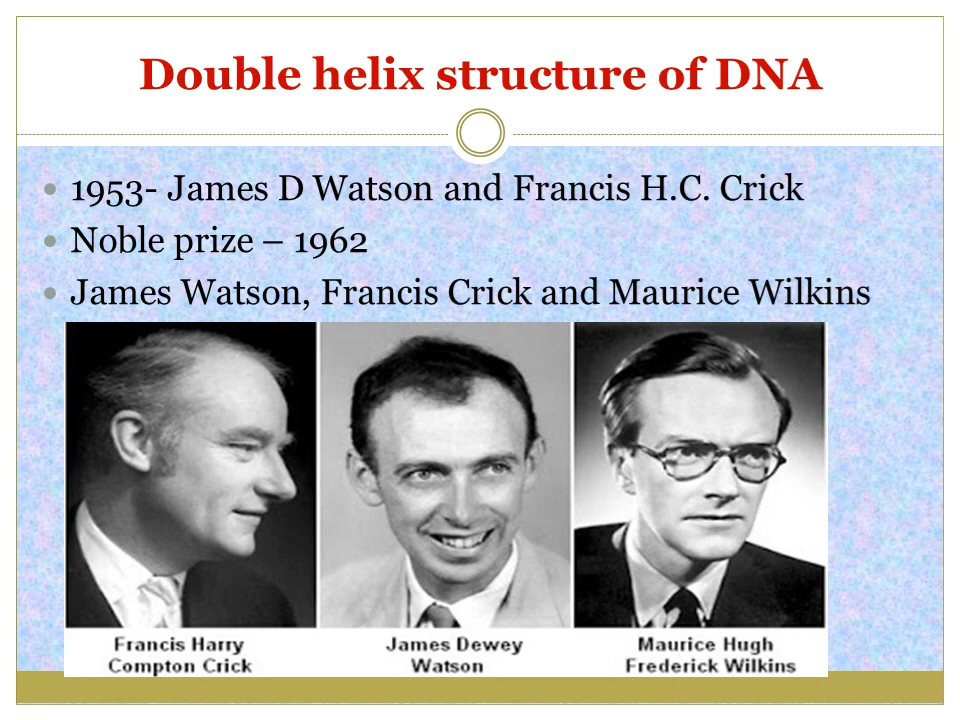 Double helix structure of DNA
1953- James D Watson and Francis H.C. Crick
Noble prize – 1962
James Watson, Francis Crick and Maurice Wilkins
Francis Harry
Compton Crick
James Dewey
Watson
Maurice Hugh
Frederick Wilkins